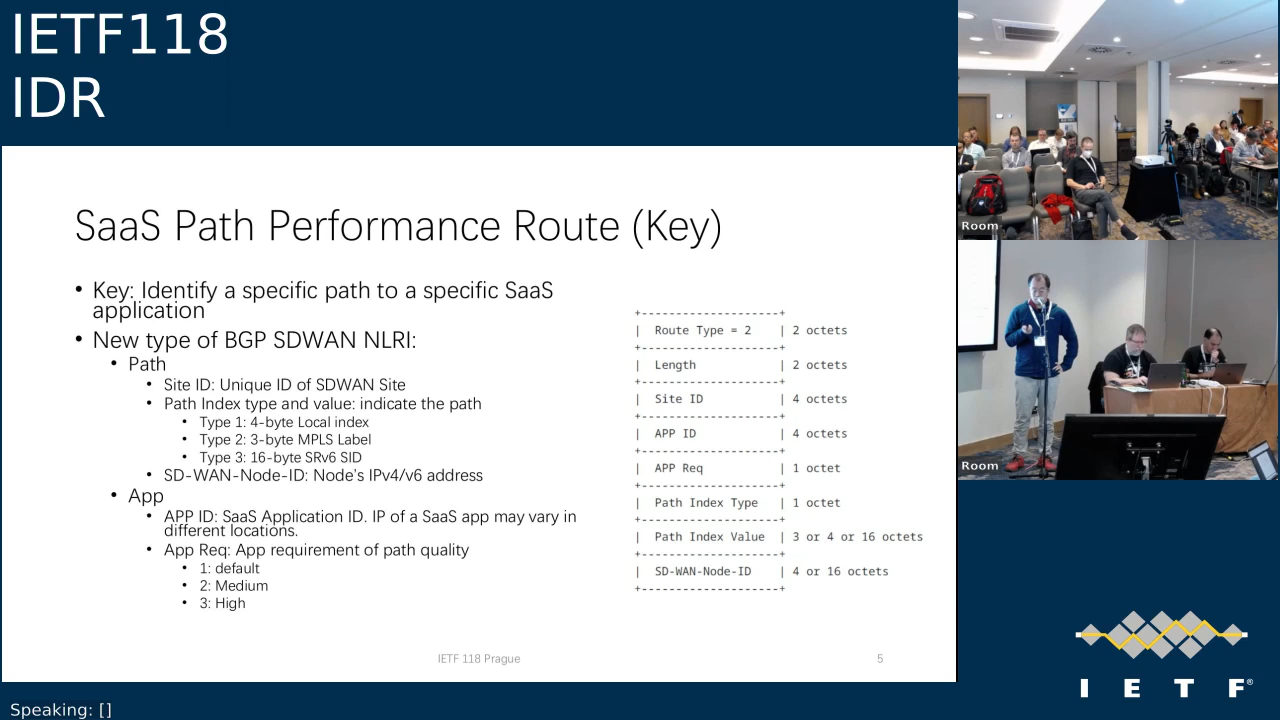 IETF118
IDR
SaaS Path Performance Route (Key)
• Key: Identify a specific path to a specific SaaS
application
• New type of BGP SDWAN NLRI:
• Path
• Site ID: Unique ID of SDWAN Site
• Path Index type and value: indicate the path
• Type 1: 4-byte Local index
• Type 2: 3-byte MPLS Label
• Type 3: 16-byte SRv6 SID
• SD-WAN-Node-ID: Node's IPv4/v6 address
• App
• APP ID: SaaS Application ID. IP of a SaaS app may vary in
different locations.
• App Req: App requirement of path quality
• 1: default
• 2: Medium
• 3: High
+-------------------+
| Route Type = 2 | 2 octets
+-------------------+
| Length | 2 octets
+-------------------+
| Site ID | 4 octets
+-------------------+
| APP ID | 4 octets
+-------------------+
| APP Req | 1 octet
+-------------------+
| Path Index Type | 1 octet
+-------------------+
| Path Index Value | 3 or 4 or 16 octets
+-------------------+
| SD-WAN-Node-ID | 4 or 16 octets
+-------------------+
IETF 118 Prague
5
Room
Room
I E T F®
Speaking: []